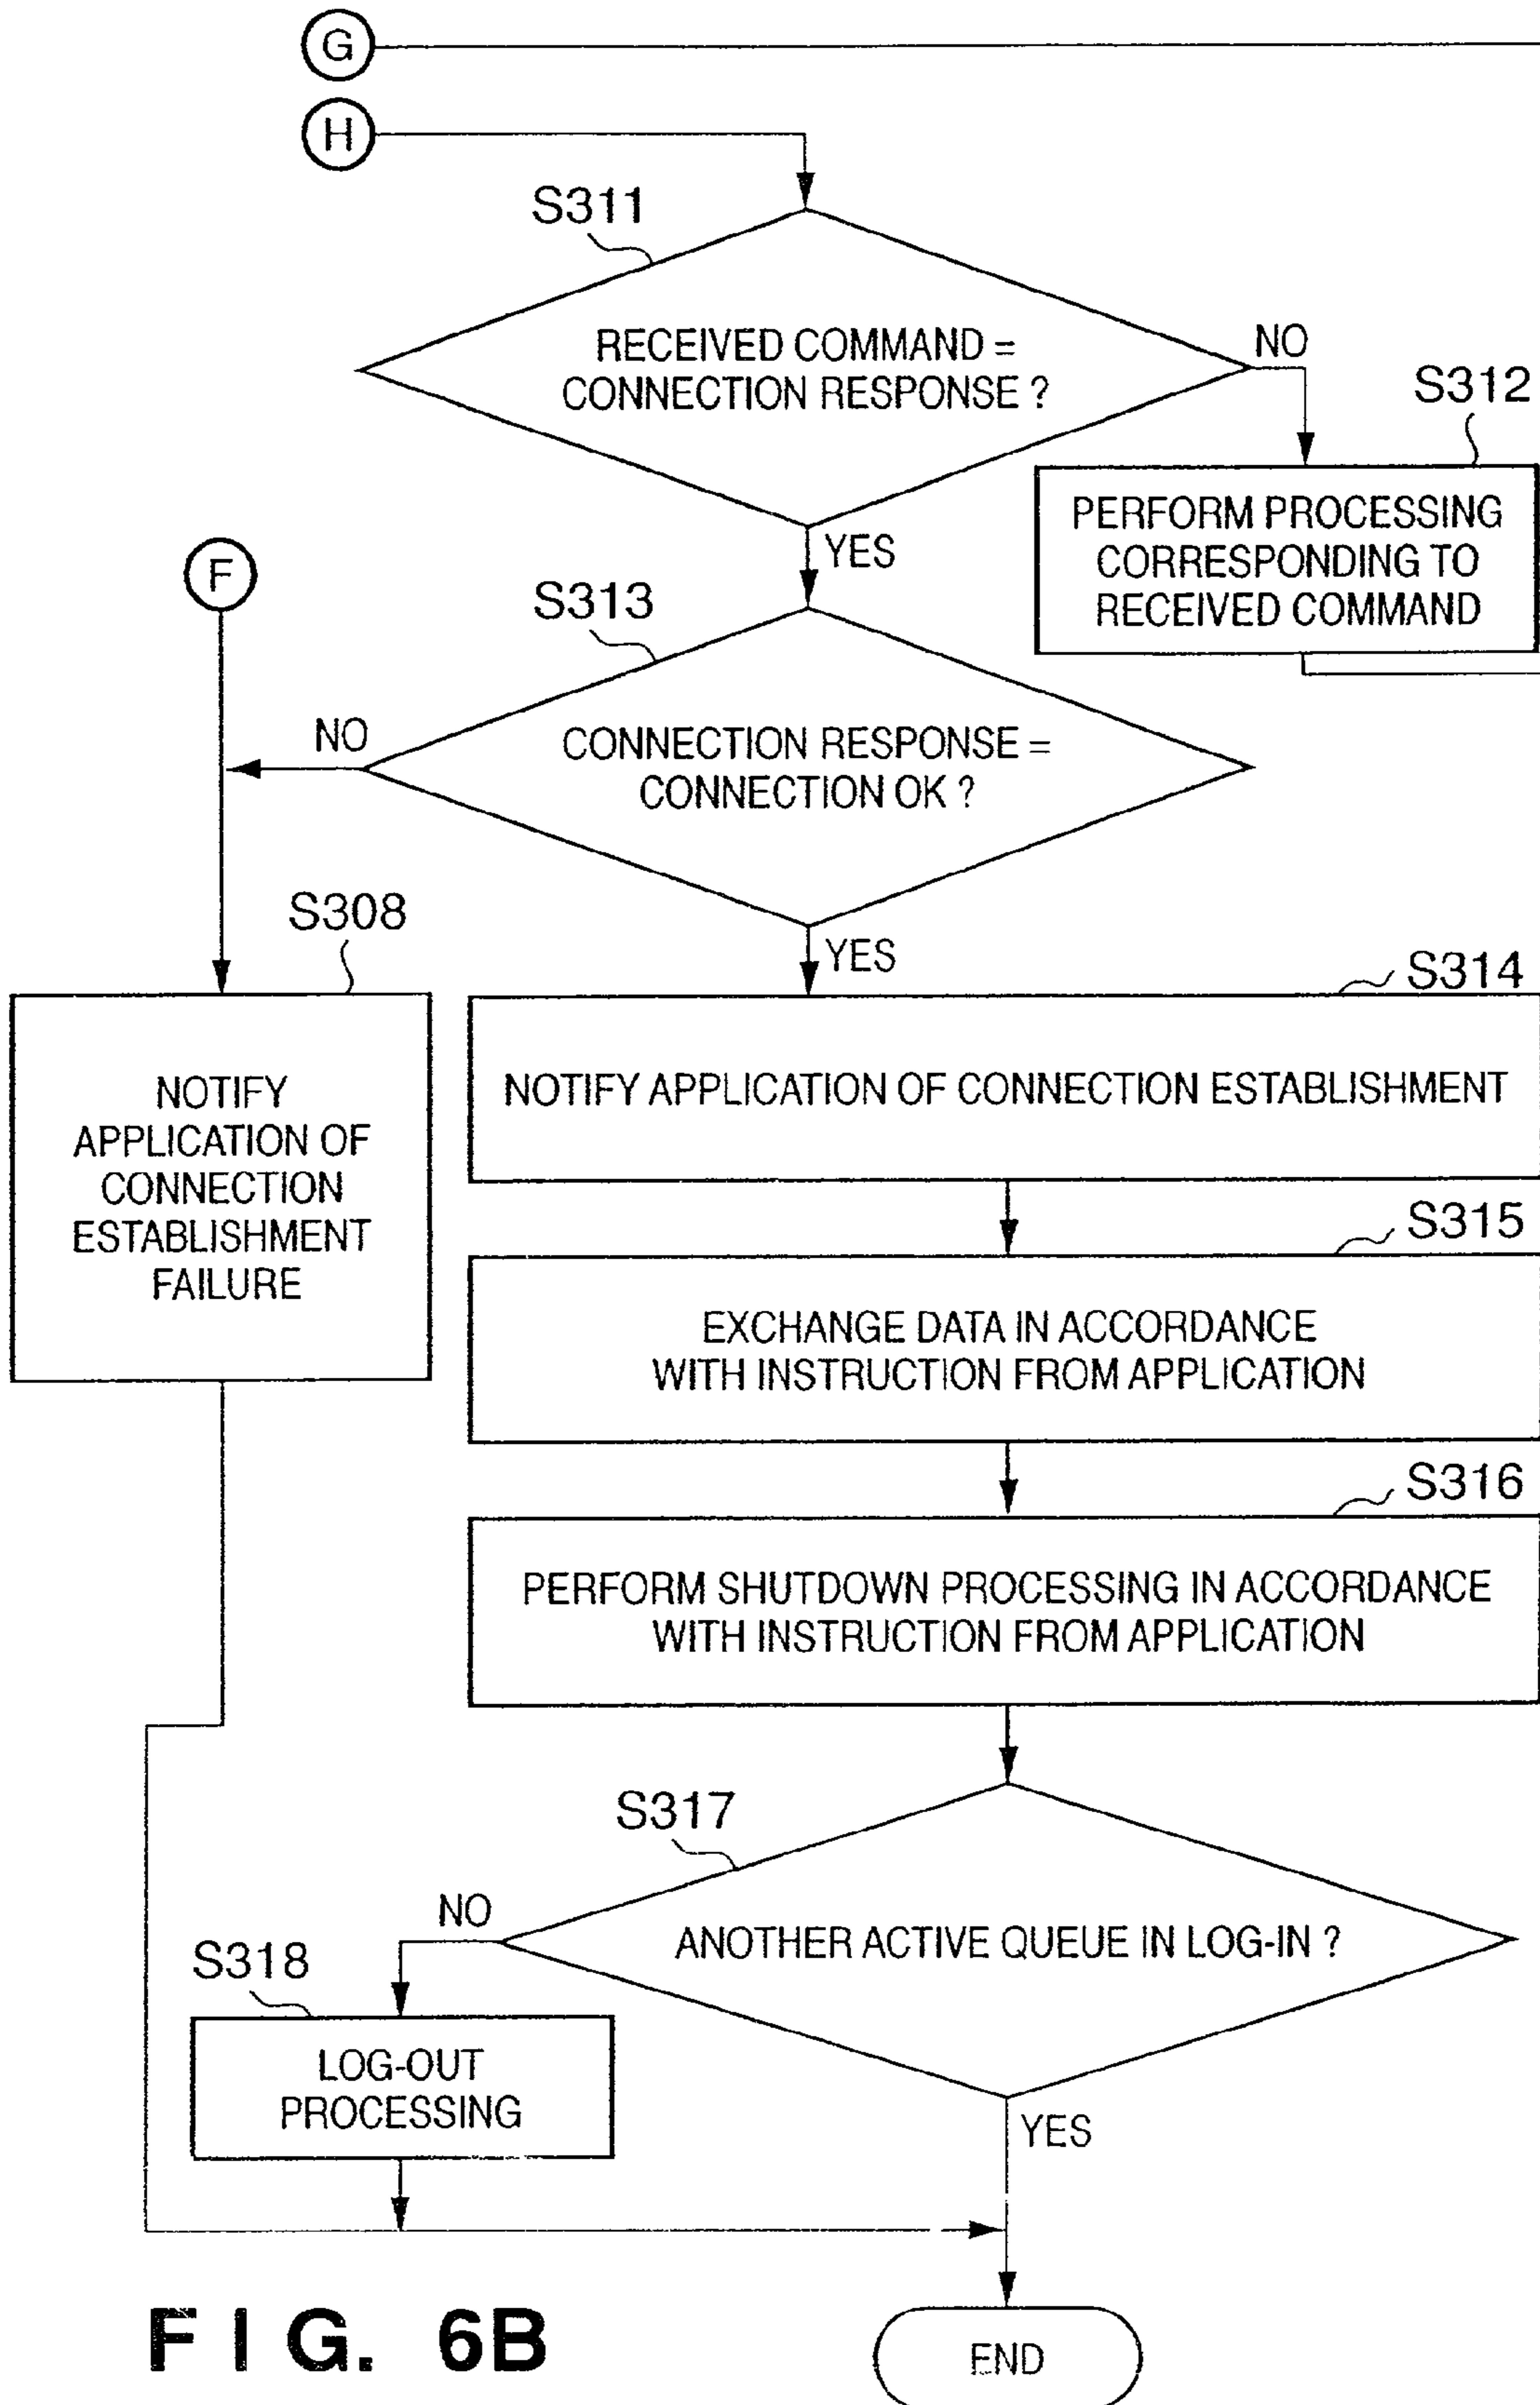 G
H
S311
RECEIVED COMMAND =
CONNECTION RESPONSE ?
NO
S312
PERFORM PROCESSING
CORRESPONDING TO
RECEIVED COMMAND
YES
F
S313
NO
CONNECTION RESPONSE =
CONNECTION OK ?
YES
S308
NOTIFY
APPLICATION OF
CONNECTION
ESTABLISHMENT
FAILURE
S314
NOTIFY APPLICATION OF CONNECTION ESTABLISHMENT
S315
EXCHANGE DATA IN ACCORDANCE
WITH INSTRUCTION FROM APPLICATION
S316
PERFORM SHUTDOWN PROCESSING IN ACCORDANCE
WITH INSTRUCTION FROM APPLICATION
S317
ANOTHER ACTIVE QUEUE IN LOG-IN ?
NO
S318
LOG-OUT
PROCESSING
YES
END
FIG. 6B